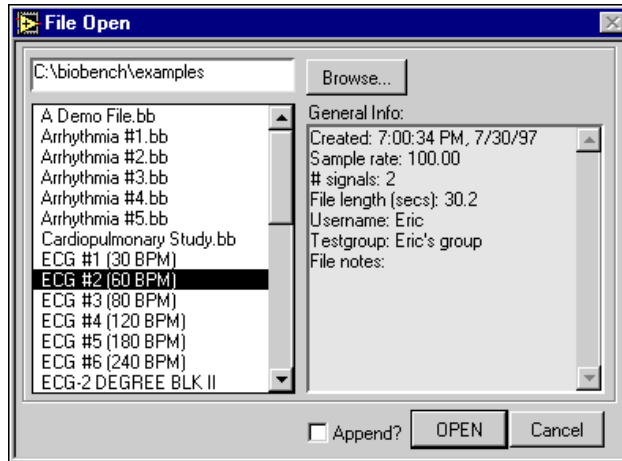 File Open
C:\biobench\examples
Browse...
A Demo File.bb
Arrhythmia #1.bb
Arrhythmia #2.bb
Arrhythmia #3.bb
Arrhythmia #4.bb
Arrhythmia #5.bb
Cardiopulmonary Study.bb
ECG #1 (30 BPM)
ECG #2 (60 BPM)
ECG #3 (80 BPM)
ECG #4 (120 BPM)
ECG #5 (180 BPM)
ECG #6 (240 BPM)
ECG-2 DEGREE BLK II
General Info:
Created: 7:00:34 PM, 7/30/97
Sample rate: 100.00
# signals: 2
File length (secs): 30.2
Username: Eric
Testgroup: Eric's group
File notes:
Append?
OPEN
Cancel